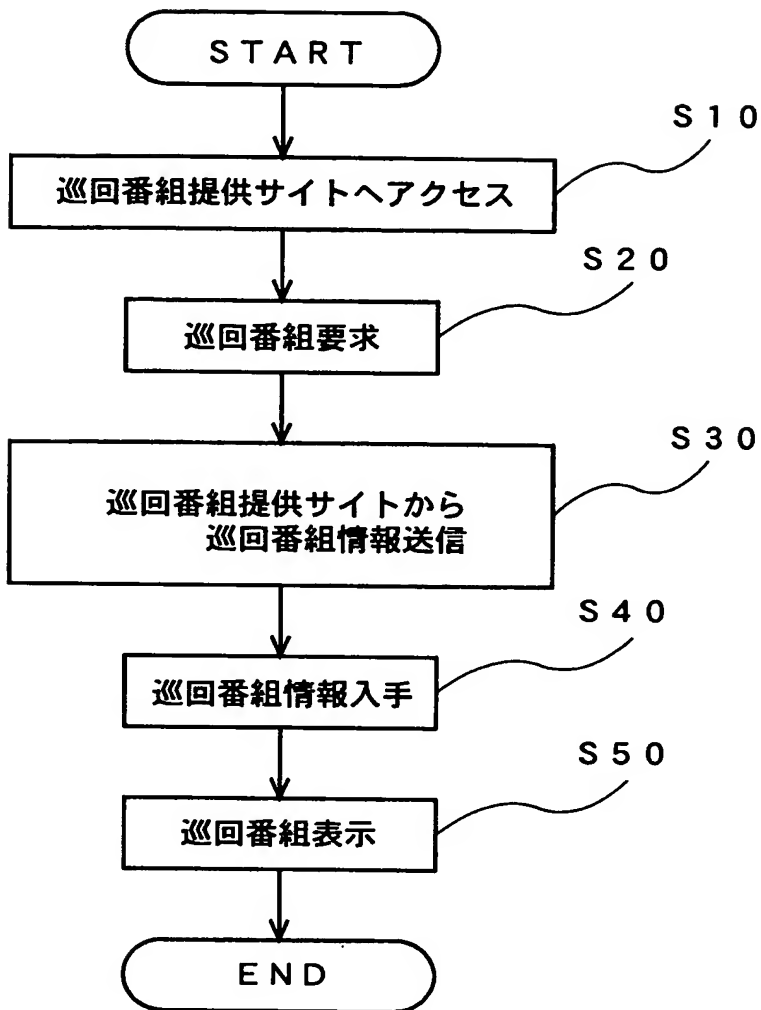 START
S10
巡回番組提供サイトへアクセス
S20
巡回番組要求
S30
巡回番組提供サイトから
巡回番組情報送信
S40
巡回番組情報入手
S50
巡回番組表示
END